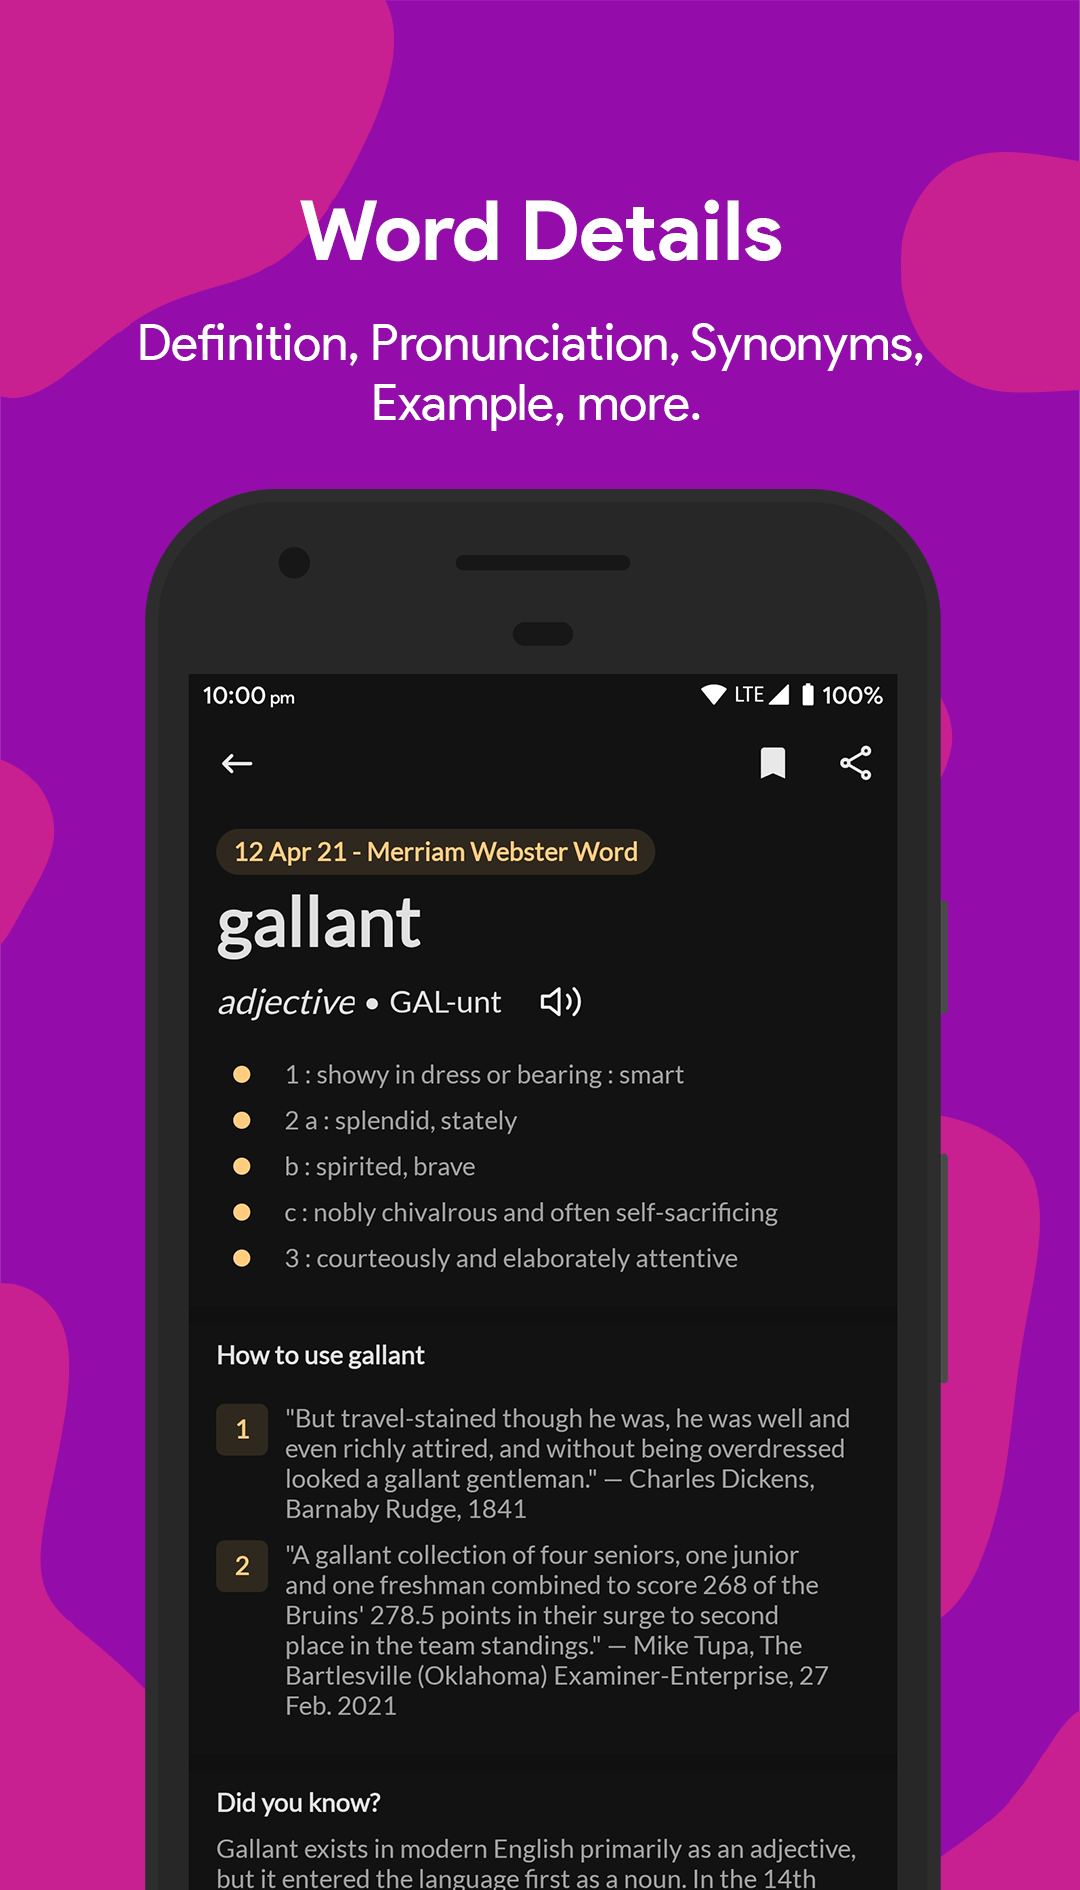 Word Details
Definition, Pronunciation, Synonyms,
Example, more.
10:00 pm LTE 100%
12 Apr 21 - Merriam Webster Word
gallant
adjective • GAL-unt
1 : showy in dress or bearing : smart
2 a : splendid, stately
b : spirited, brave
c : nobly chivalrous and often self-sacrificing
3 : courteously and elaborately attentive
How to use gallant
1 "But travel-stained though he was, he was well and
even richly attired, and without being overdressed
looked a gallant gentleman." — Charles Dickens,
Barnaby Rudge, 1841
2 "A gallant collection of four seniors, one junior
and one freshman combined to score 268 of the
Bruins' 278.5 points in their surge to second
place in the team standings." — Mike Tupa, The
Bartlesville (Oklahoma) Examiner-Enterprise, 27
Feb. 2021
Did you know?
Gallant exists in modern English primarily as an adjective,
but it entered the language first as a noun. In the 14th